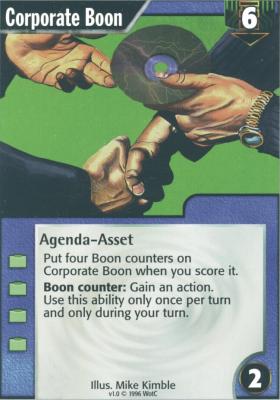 Corporate Boon
6
Agenda–Asset
Put four Boon counters on
Corporate Boon when you score it.
Boon counter: Gain an action.
Use this ability only once per turn
and only during your turn.
2
Illus. Mike Kimble
v1.0 © 1996 WotC